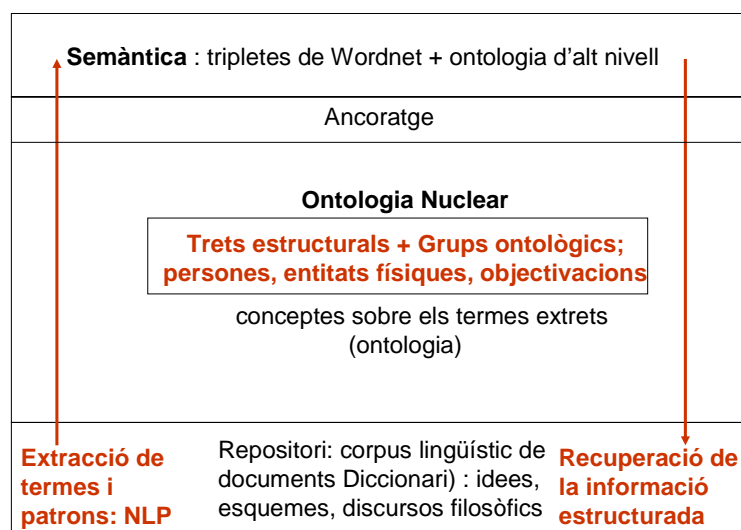 Semàntica : tripletes de Wordnet + ontologia d'alt nivell
Ancoratge
Ontologia Nuclear
Trets estructurals + Grups ontològics;
persones, entitats físiques, objectivacions
conceptes sobre els termes extrets
(ontologia)
Extracció de
termes i
patrons: NLP
Repositori: corpus lingüístic de
documents Diccionari) : idees,
esquemes, discursos filosòfics
Recuperació de
la informació
estructurada